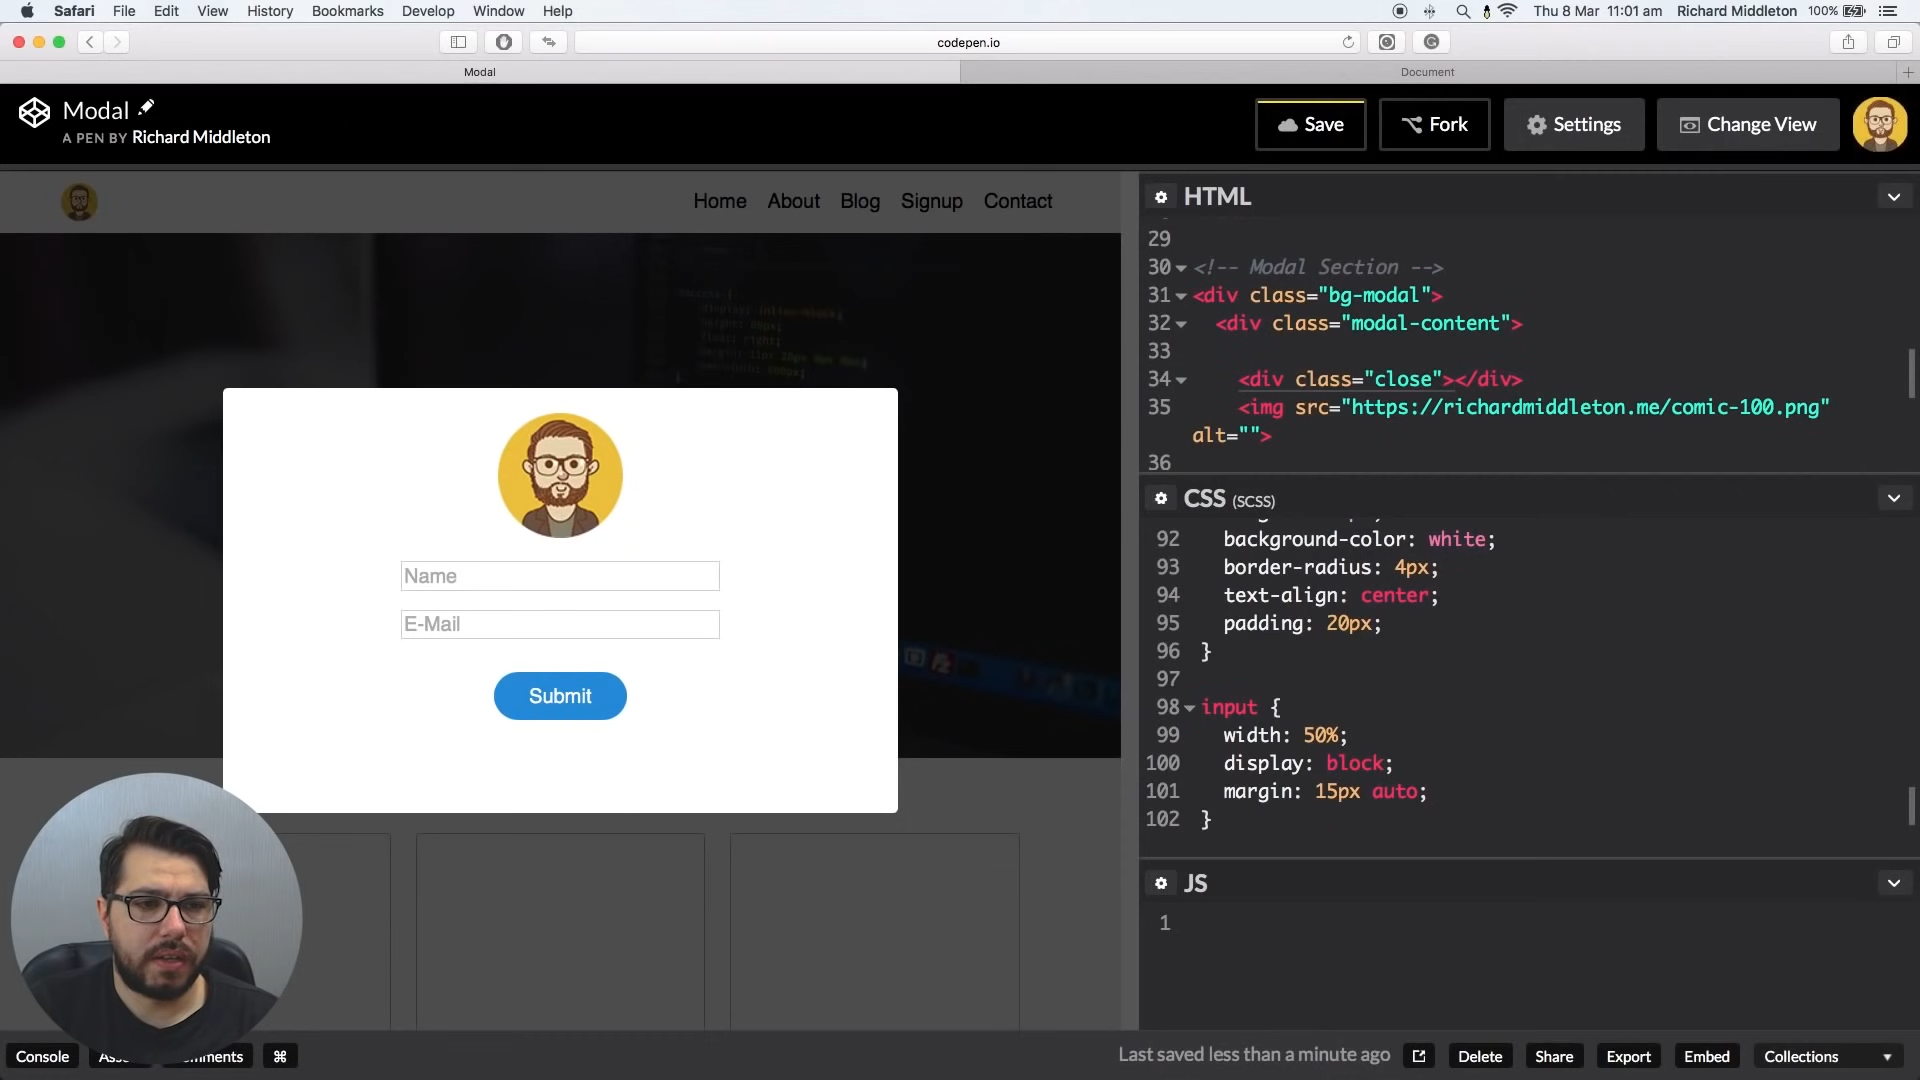 Safari File Edit View History Bookmarks Develop Window Help Thu 8 Mar 11:01 am Richard Middleton 100%
codepen.io
Modal Document
Modal
A PEN BY Richard Middleton
Save Fork Settings Change View
Home About Blog Signup Contact
Name
E-Mail
Submit
HTML
29
30 <!-- Modal Section -->
31 <div class="bg-modal">
32 <div class="modal-content">
33
34 <div class="close"></div>
35 <img src="https://richardmiddleton.me/comic-100.png"
alt="">
36
CSS (SCSS)
92 background-color: white;
93 border-radius: 4px;
94 text-align: center;
95 padding: 20px;
96 }
97
98 input {
99 width: 50%;
100 display: block;
101 margin: 15px auto;
102 }
JS
1
Console
Last saved less than a minute ago Delete Share Export Embed Collections